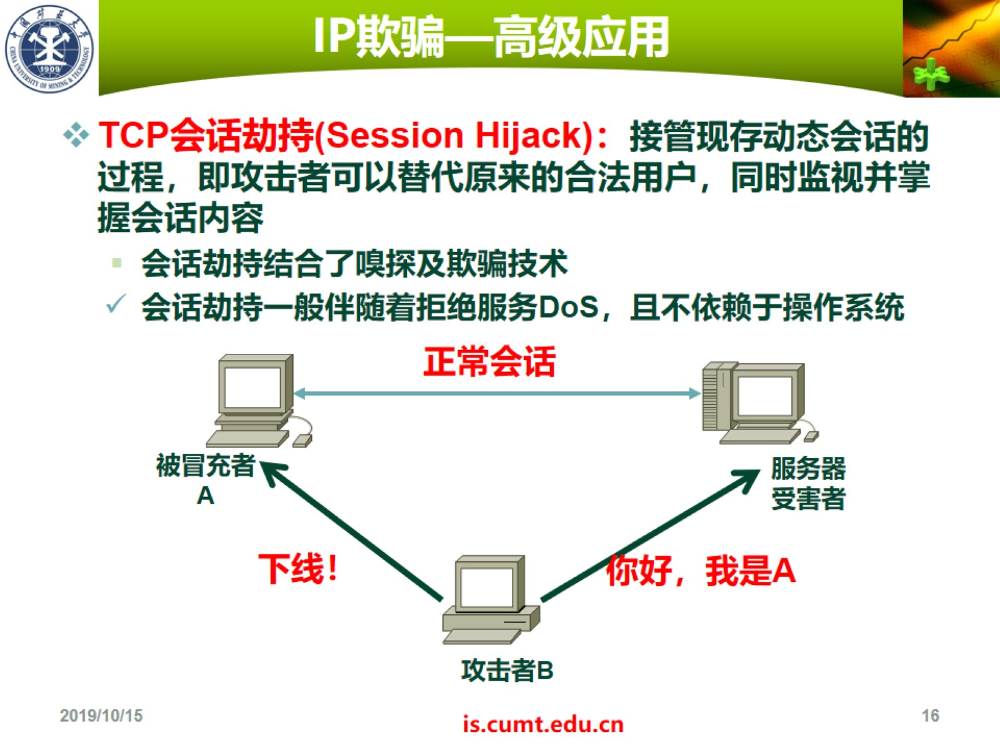 IP欺骗—高级应用
中国矿业大学
CHINA UNIVERSITY OF MINING & TECHNOLOGY
1909
TCP会话劫持(Session Hijack)：接管现存动态会话的
过程，即攻击者可以替代原来的合法用户，同时监视并掌
握会话内容
会话劫持结合了嗅探及欺骗技术
会话劫持一般伴随着拒绝服务DoS，且不依赖于操作系统
正常会话
被冒充者
A
服务器
受害者
下线！
你好，我是A
攻击者B
2019/10/15
is.cumt.edu.cn
16